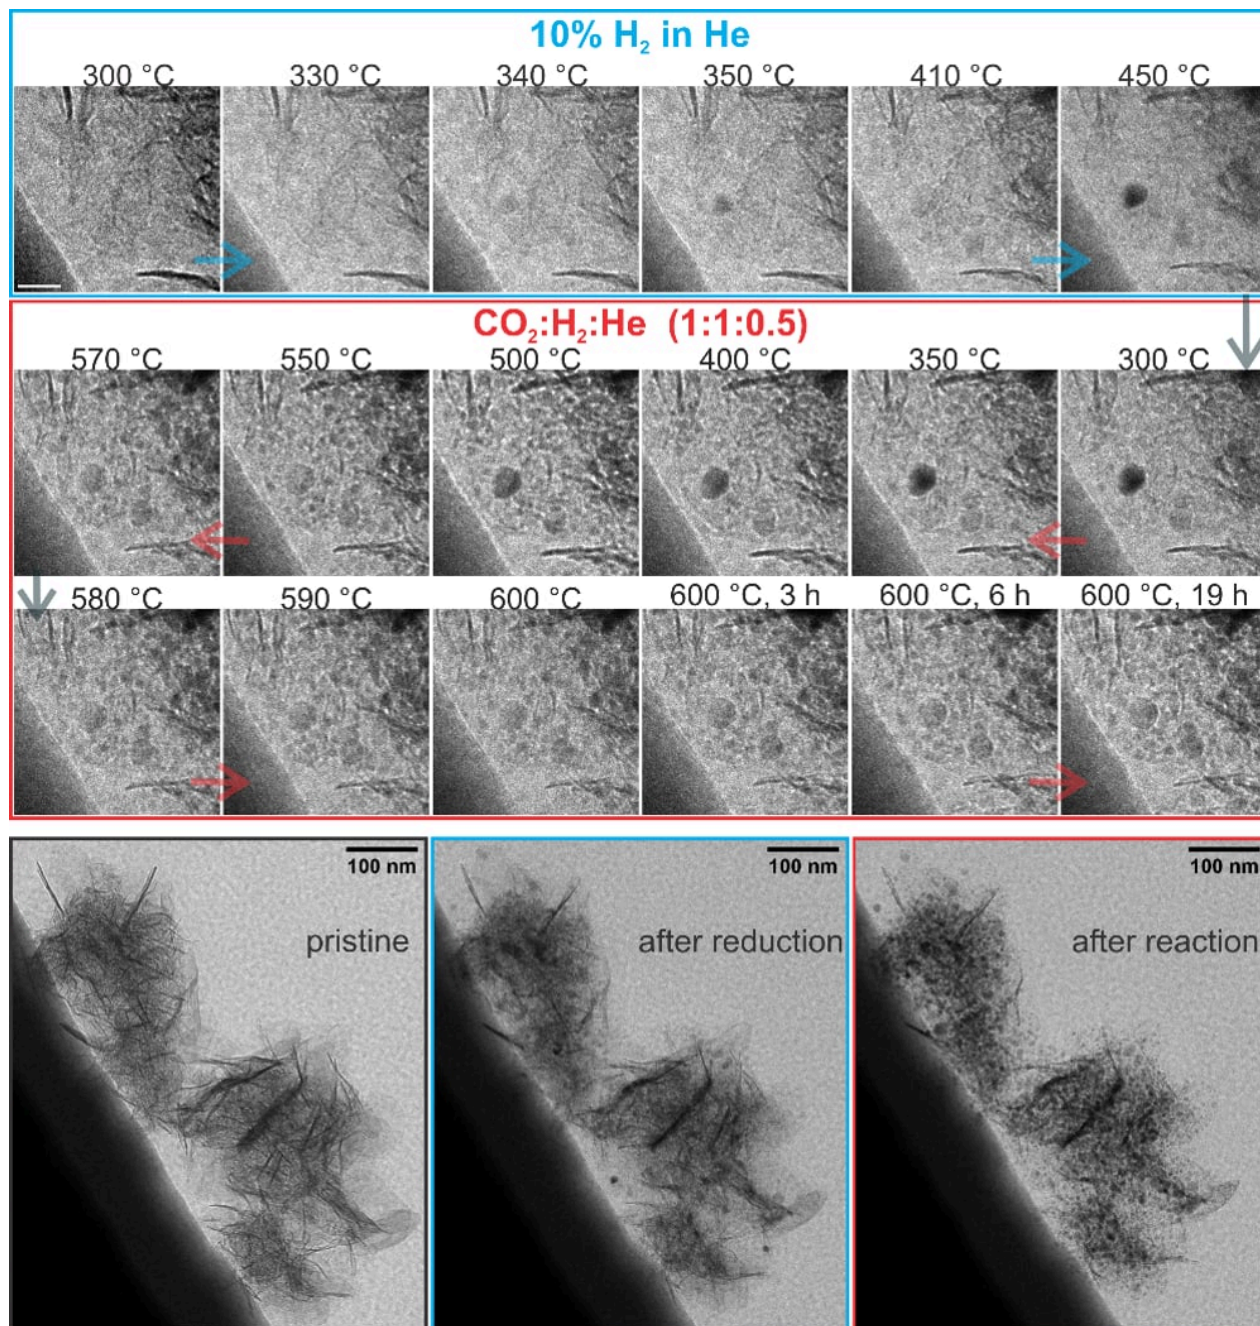 10% H₂ in He
300 °C 330 °C 340 °C 350 °C 410 °C 450 °C
CO₂:H₂:He (1:1:0.5)
570 °C 550 °C 500 °C 400 °C 350 °C 300 °C
580 °C 590 °C 600 °C 600 °C, 3 h 600 °C, 6 h 600 °C, 19 h
100 nm 100 nm 100 nm
pristine after reduction after reaction